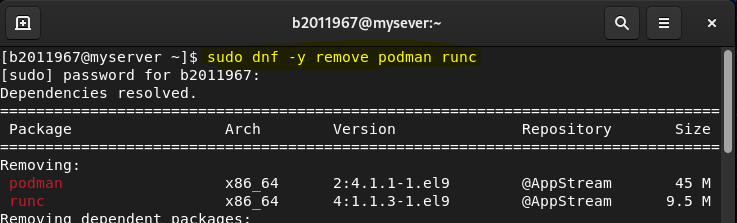 b2011967@mysever:~
[b2011967@myserver ~]$ sudo dnf -y remove podman runc
[sudo] password for b2011967:
Dependencies resolved.
================================================================================
Package Arch Version Repository Size
================================================================================
Removing:
podman x86_64 2:4.1.1-1.el9 @AppStream 45 M
runc x86_64 4:1.1.3-1.el9 @AppStream 9.5 M
Removing dependent packages: